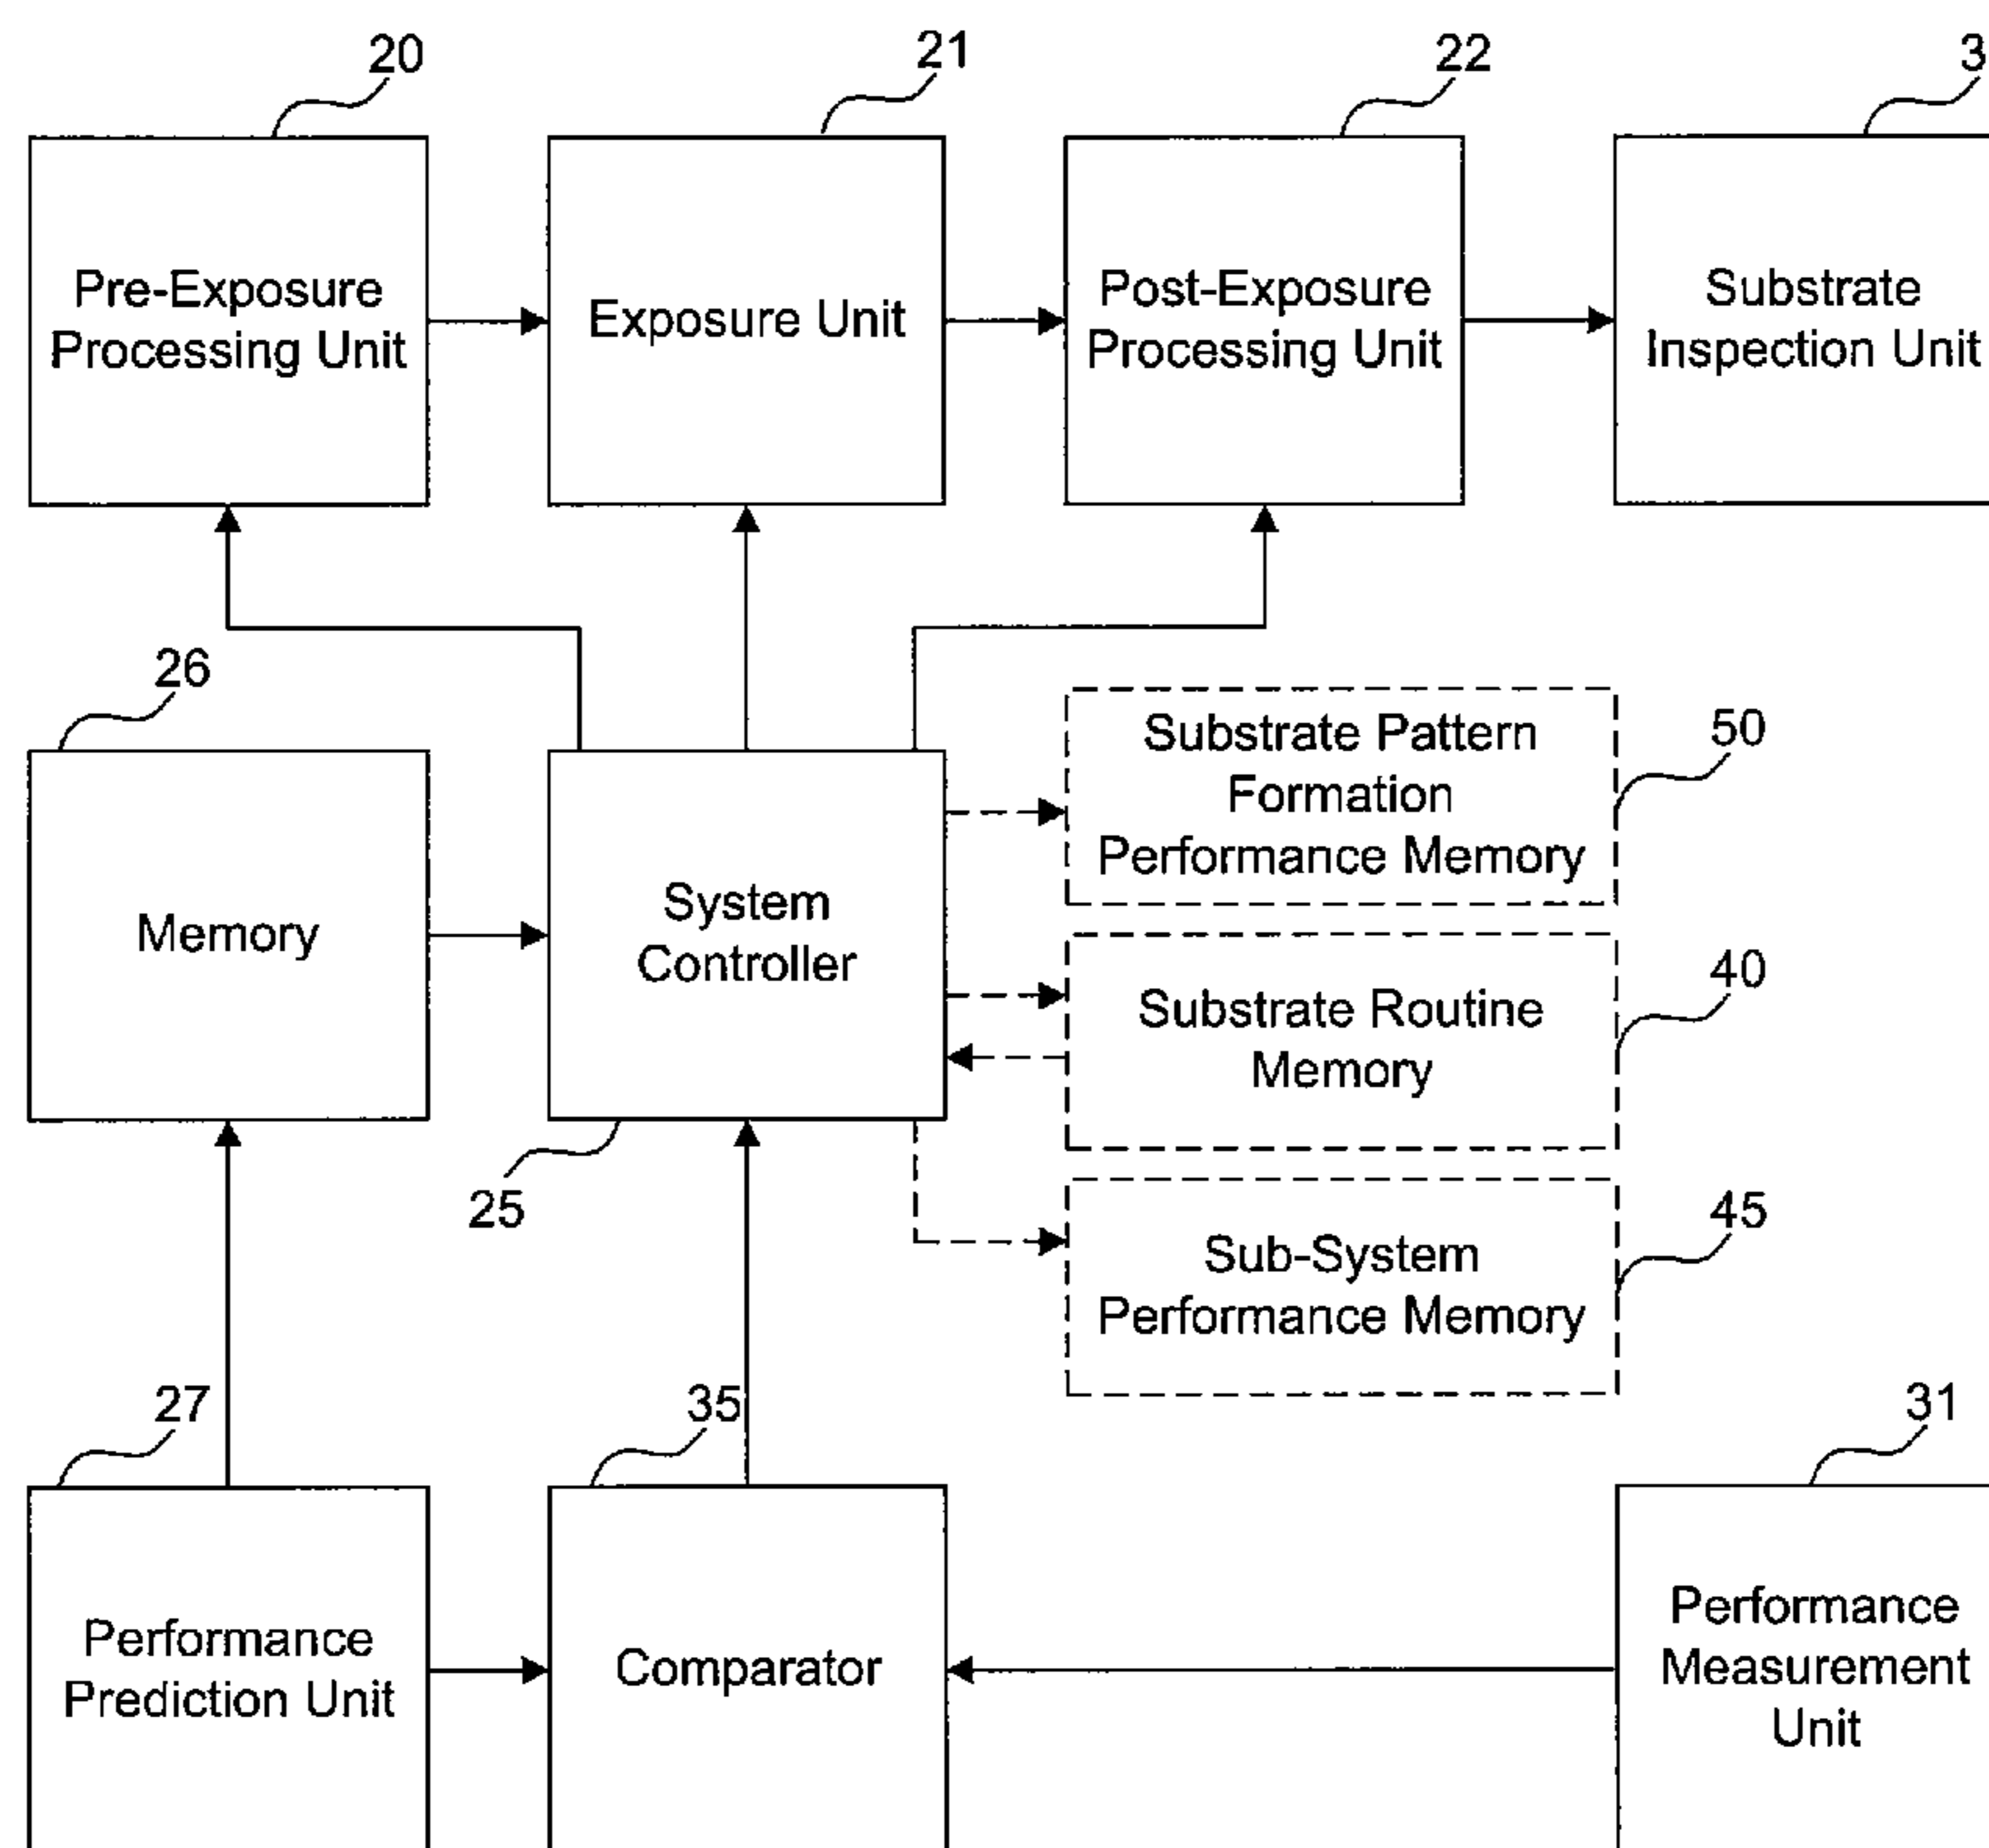 20
21
22
3
Pre-Exposure
Processing Unit
Exposure Unit
Post-Exposure
Processing Unit
Substrate
Inspection Unit
26
Memory
System
Controller
25
Substrate Pattern
Formation
Performance Memory
50
Substrate Routine
Memory
40
Sub-System
Performance Memory
45
27
35
31
Performance
Prediction Unit
Comparator
Performance
Measurement
Unit